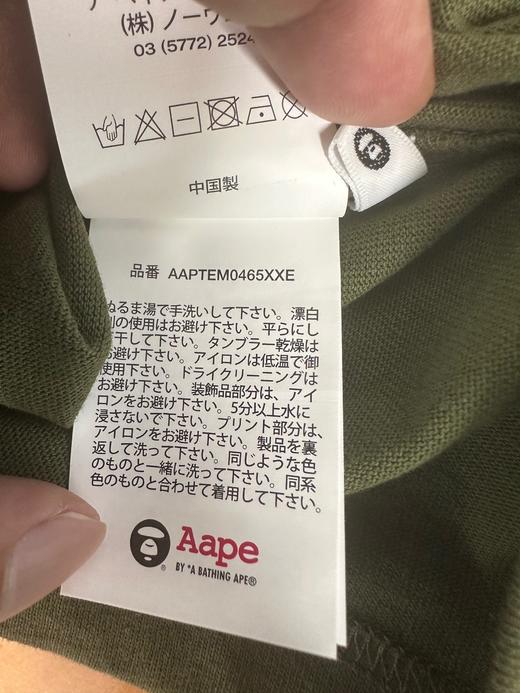 (株) ノーウ
03 (5772) 2524
中国製
品番 AAPTEM0465XXE
ぬるま湯で手洗いして下さい。漂白
剤の使用はお避け下さい。平らにし
干して下さい。タンブラー乾燥は
お避け下さい。アイロンは低温で御
使用下さい。ドライクリーニングは
お避け下さい。装飾品部分は、アイ
ロンをお避け下さい。5分以上水に
浸さないで下さい。プリント部分は、
アイロンをお避け下さい。製品を裏
返して洗って下さい。同じような色
のものと一緒に洗って下さい。同系
色のものと合わせて着用して下さい。
Aape
BY *A BATHING APE®